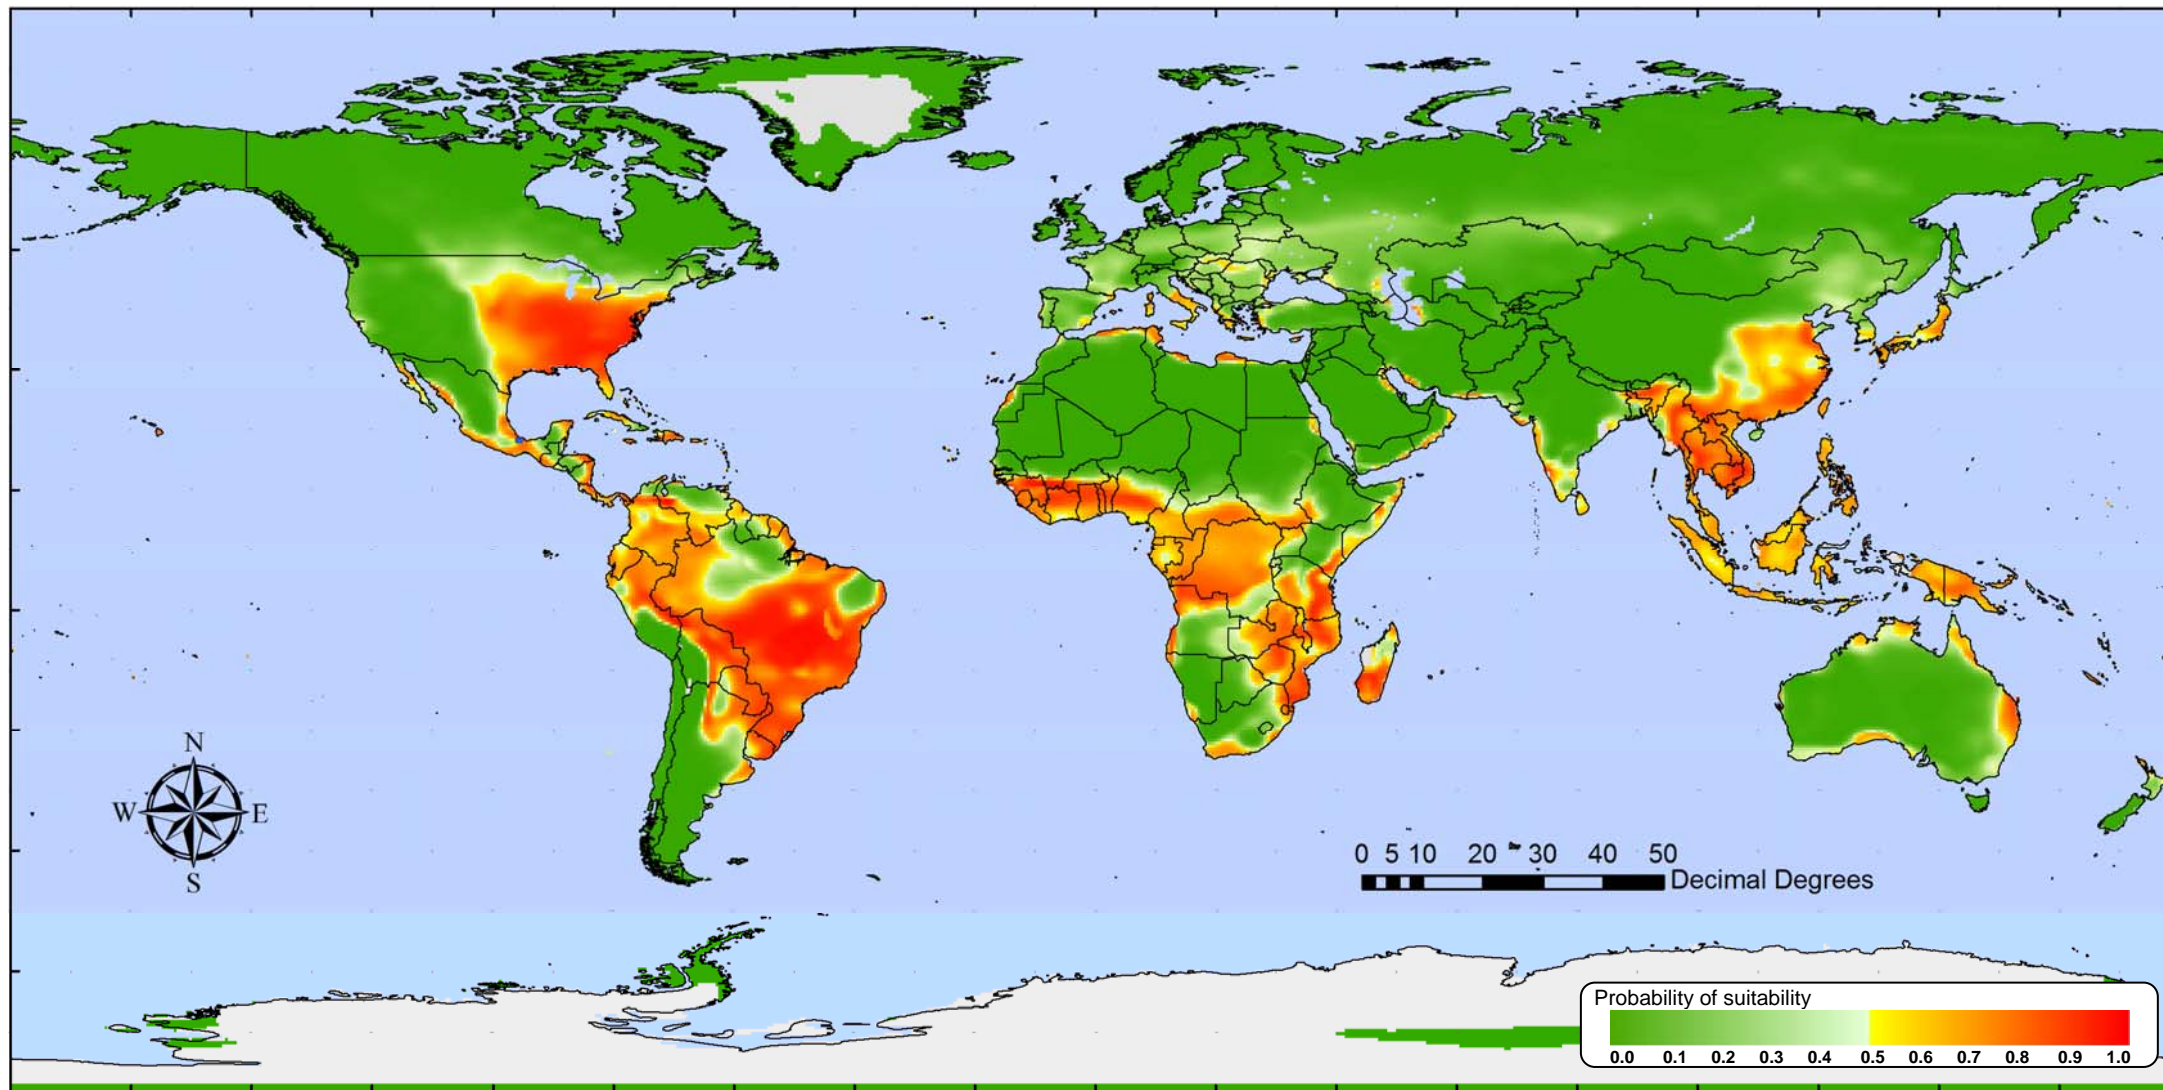 N
W E
S
0 5 10 20 30 40 50
Decimal Degrees
Probability of suitability
0.0 0.1 0.2 0.3 0.4 0.5 0.6 0.7 0.8 0.9 1.0